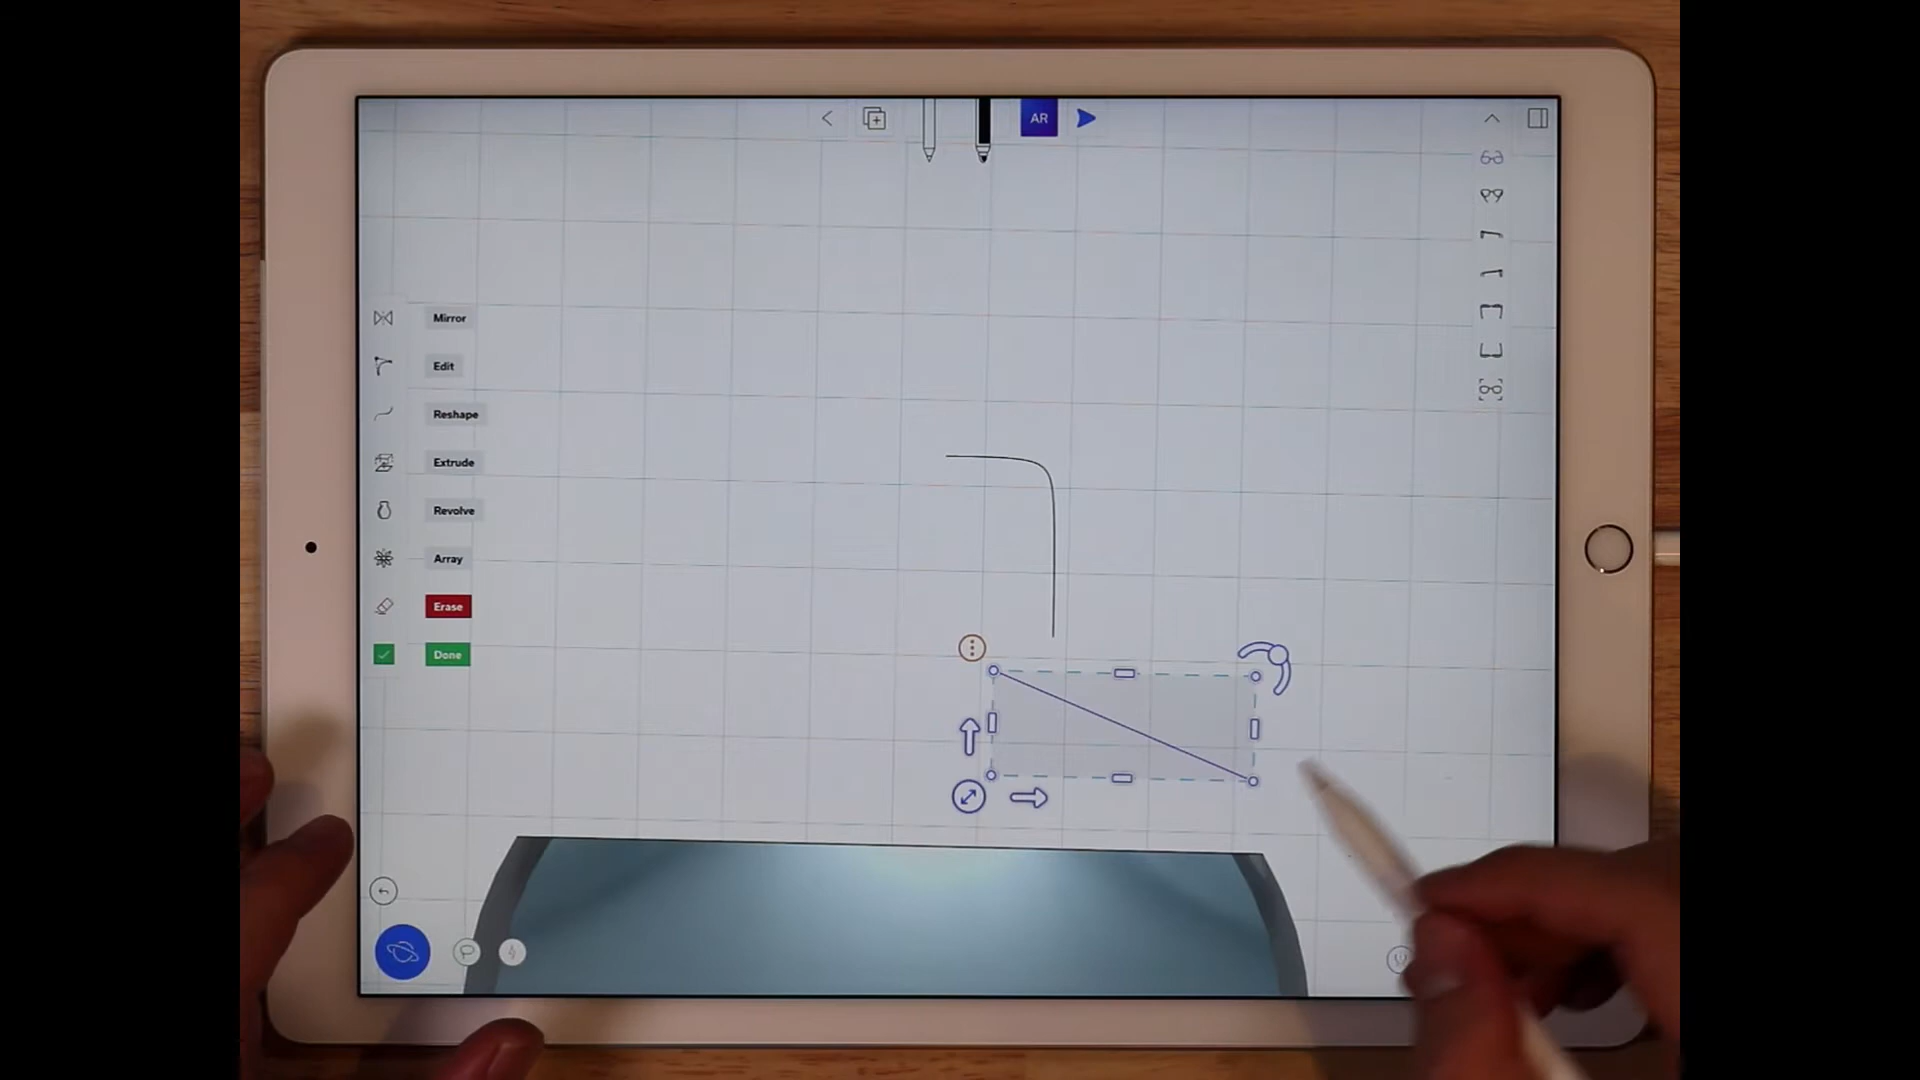 AR
Mirror
Edit
Reshape
Extrude
Revolve
Array
Erase
Done